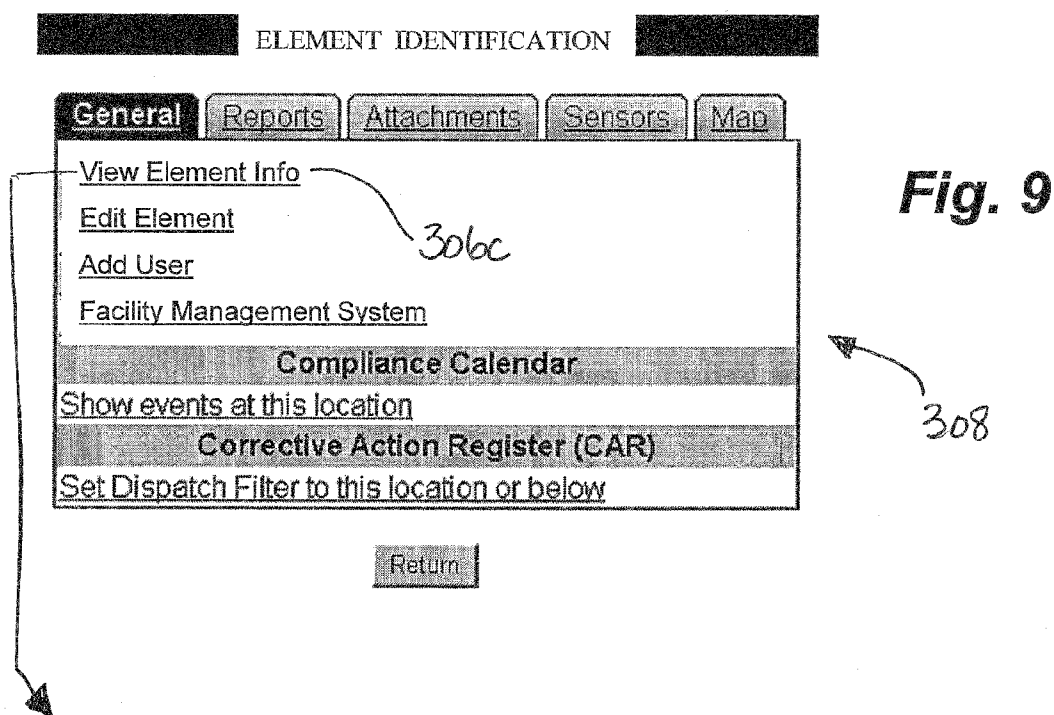 ELEMENT IDENTIFICATION
General Reports Attachments Sensors Map
View Element Info
Fig. 9
Edit Element
306c
Add User
Facility Management System
Compliance Calendar
Show events at this location
308
Corrective Action Register (CAR)
Set Dispatch Filter to this location or below
Return